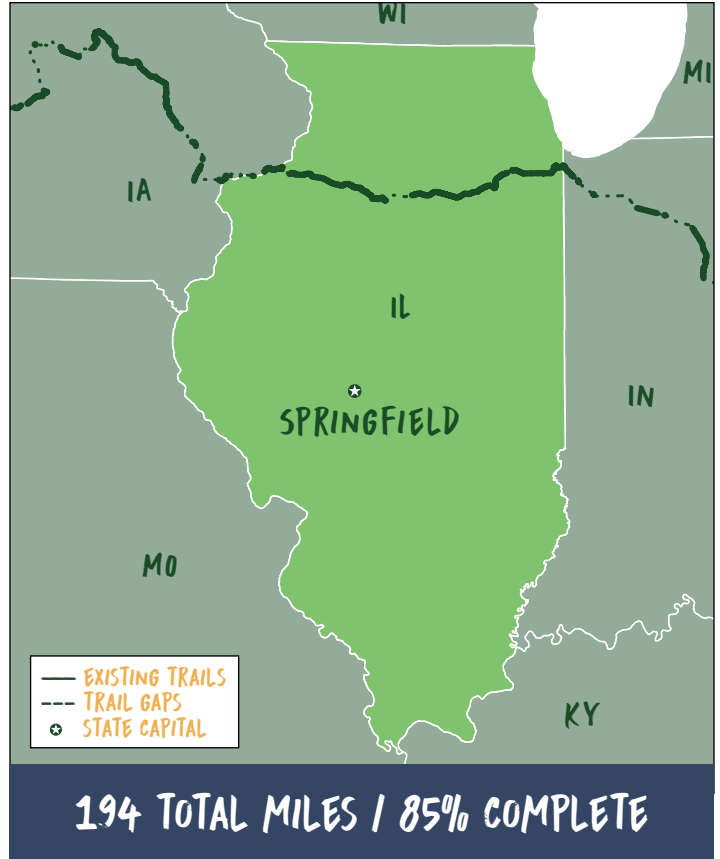 WI
MI
IA
IL
SPRINGFIELD
IN
MO
KY
EXISTING TRAILS
TRAIL GAPS
STATE CAPITAL
194 TOTAL MILES / 85% COMPLETE